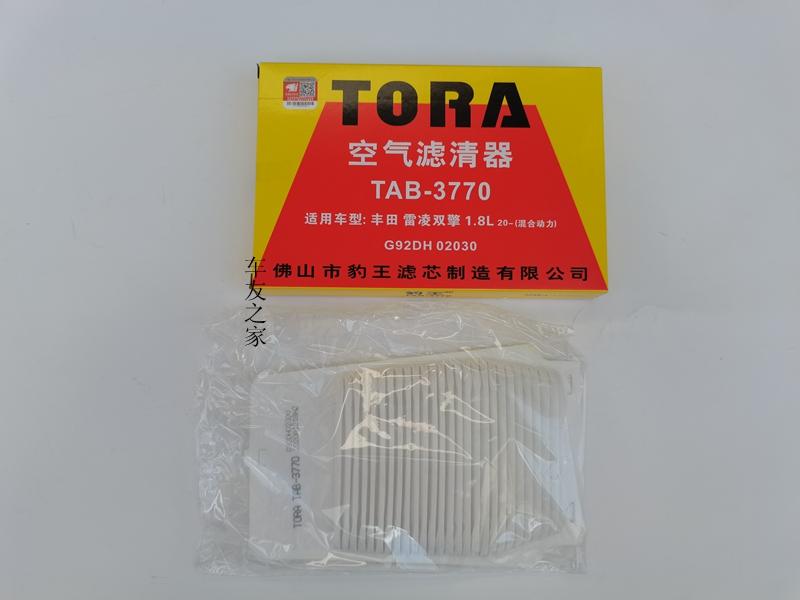 TORA
空气滤清器
TAB-3770
适用车型: 丰田 雷凌双擎 1.8L 20-(混合动力)
G92DH 02030
佛山市豹王滤芯制造有限公司
车友之家
TORA TAB-3770